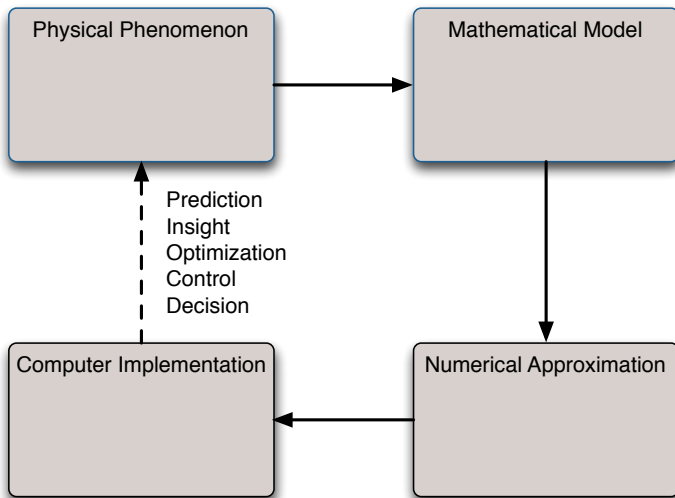 Physical Phenomenon
Mathematical Model
Prediction
Insight
Optimization
Control
Decision
Computer Implementation
Numerical Approximation